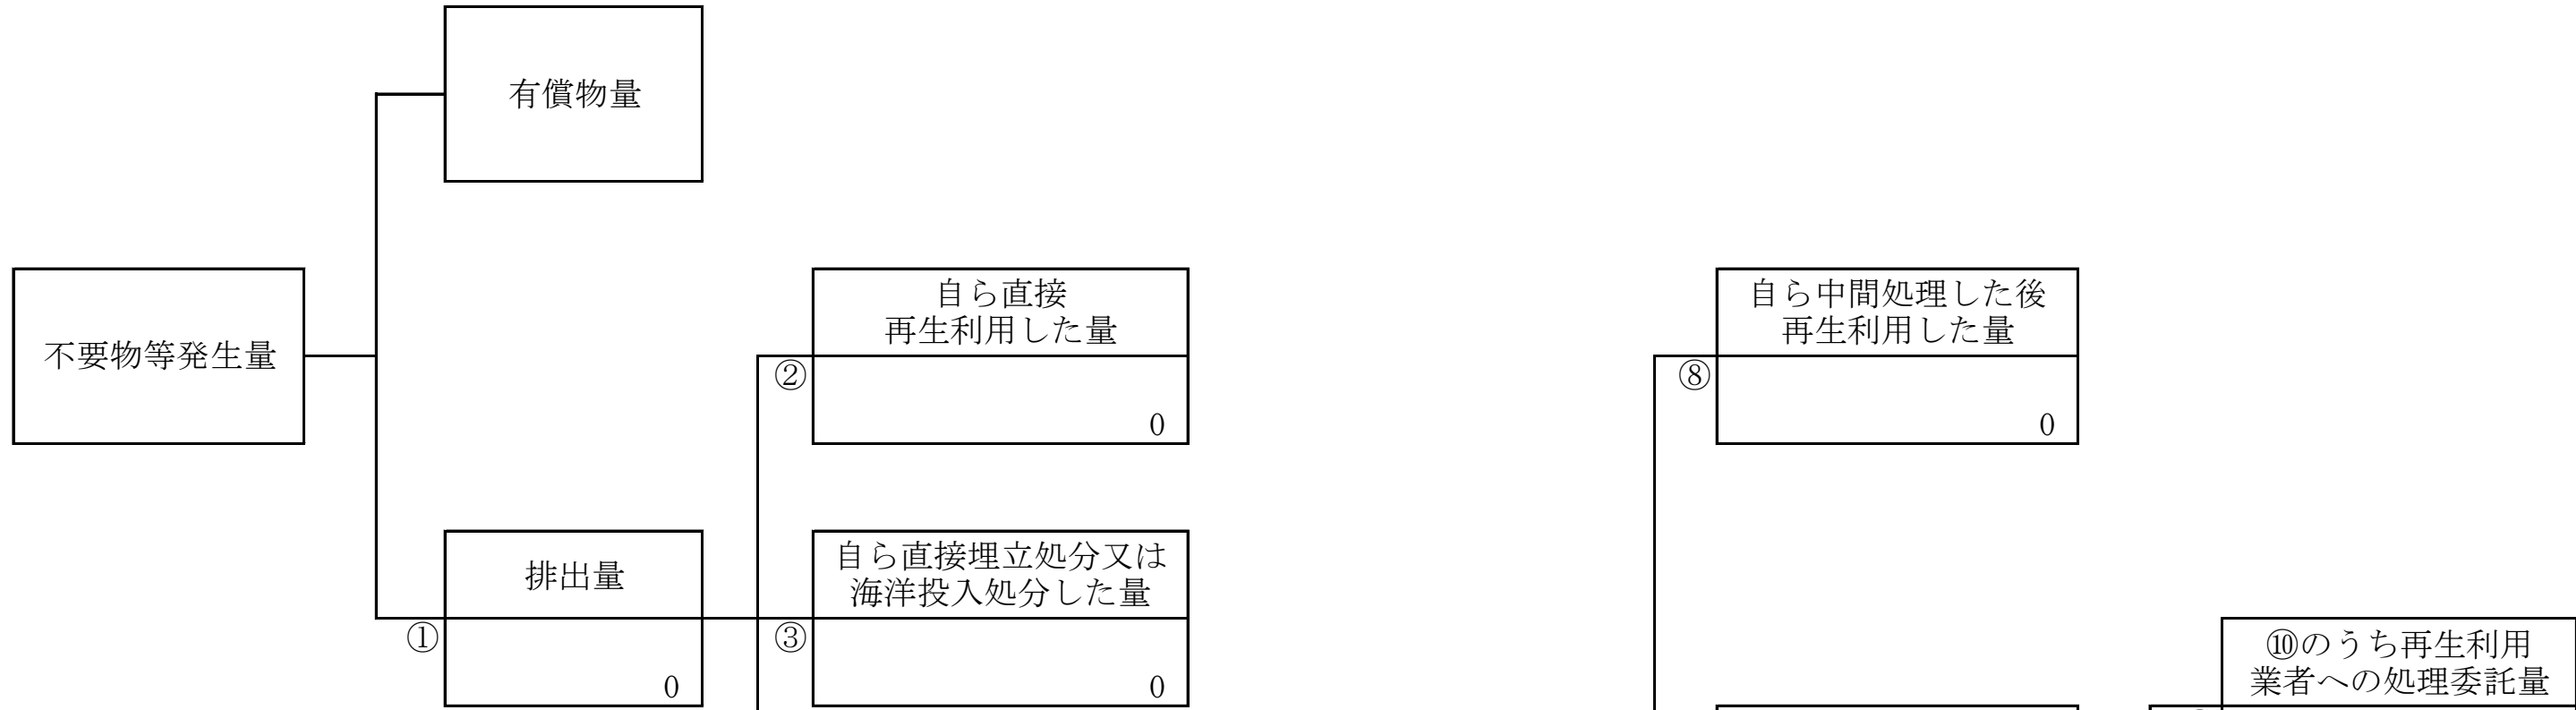 有償物量
不要物等発生量
自ら直接
再生利用した量
②
0
自ら中間処理した後
再生利用した量
⑧
0
排出量
①
0
自ら直接埋立処分又は
海洋投入処分した量
③
0
⑩のうち再生利用
業者への処理委託量